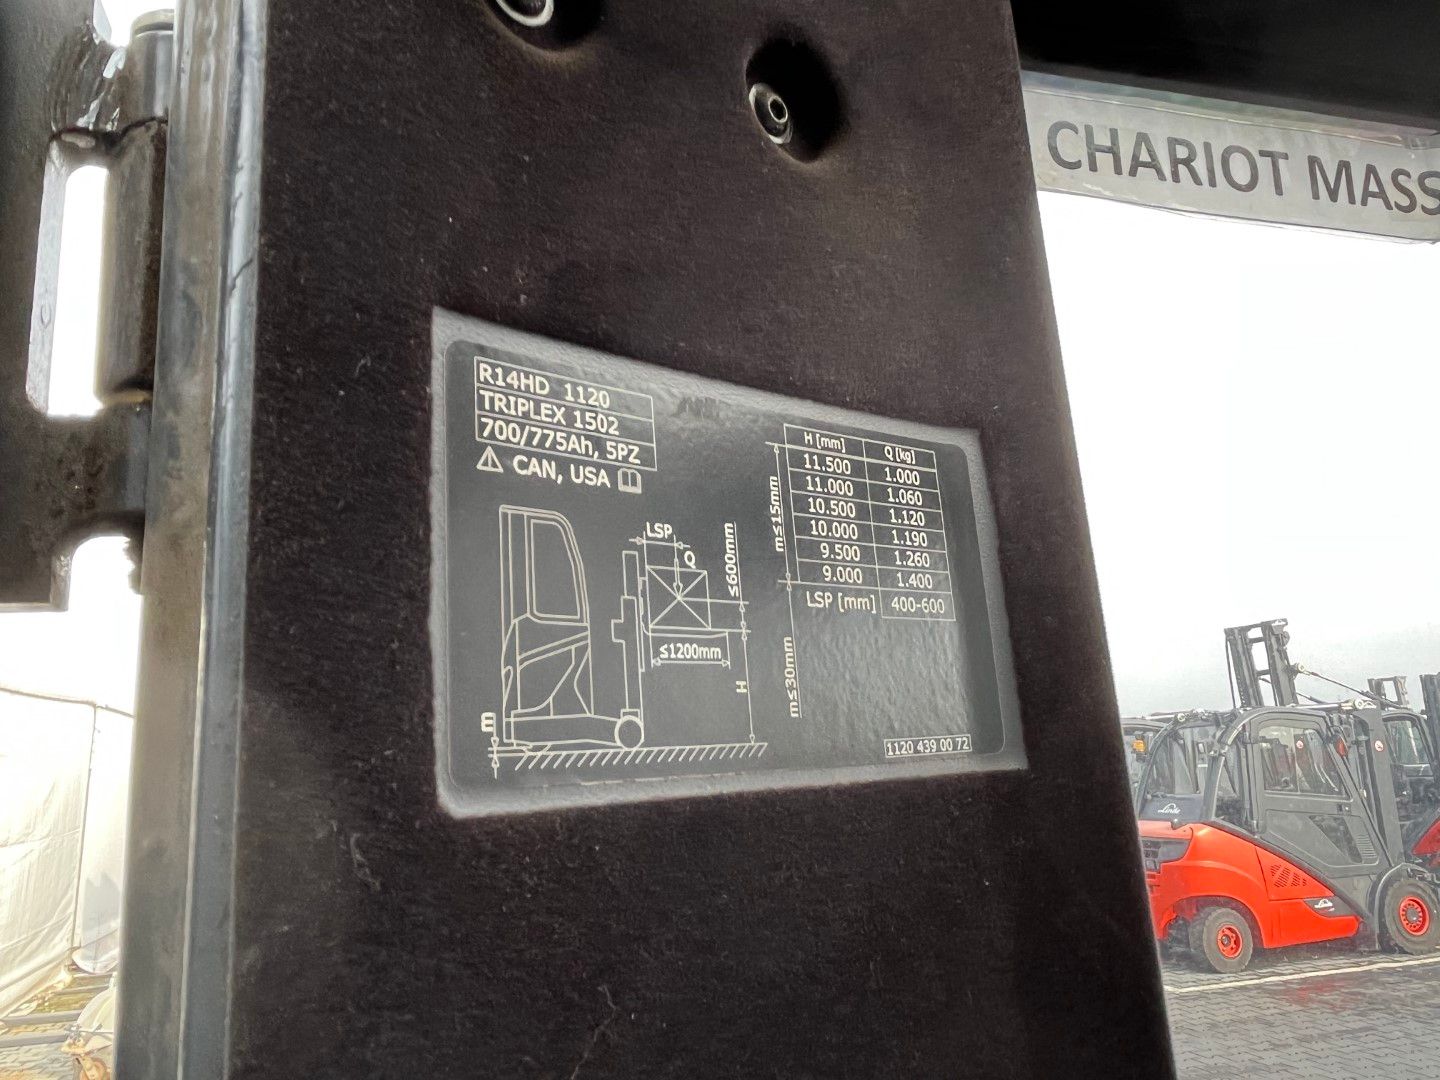 CHARIOT MASS
R14HD 1120
TRIPLEX 1502
700/775Ah, 5PZ
CAN, USA
LSP
Q
≤600mm
≤1200mm
H
E
m≤15mm
m≤30mm
H [mm] Q [kg]
11.500 1.000
11.000 1.060
10.500 1.120
10.000 1.190
9.500 1.260
9.000 1.400
LSP [mm] 400-600
1120 439 00 72
Linde